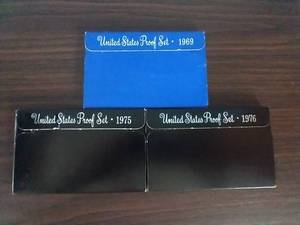 United States Proof Set · 1969
United States Proof Set · 1975
United States Proof Set · 1976